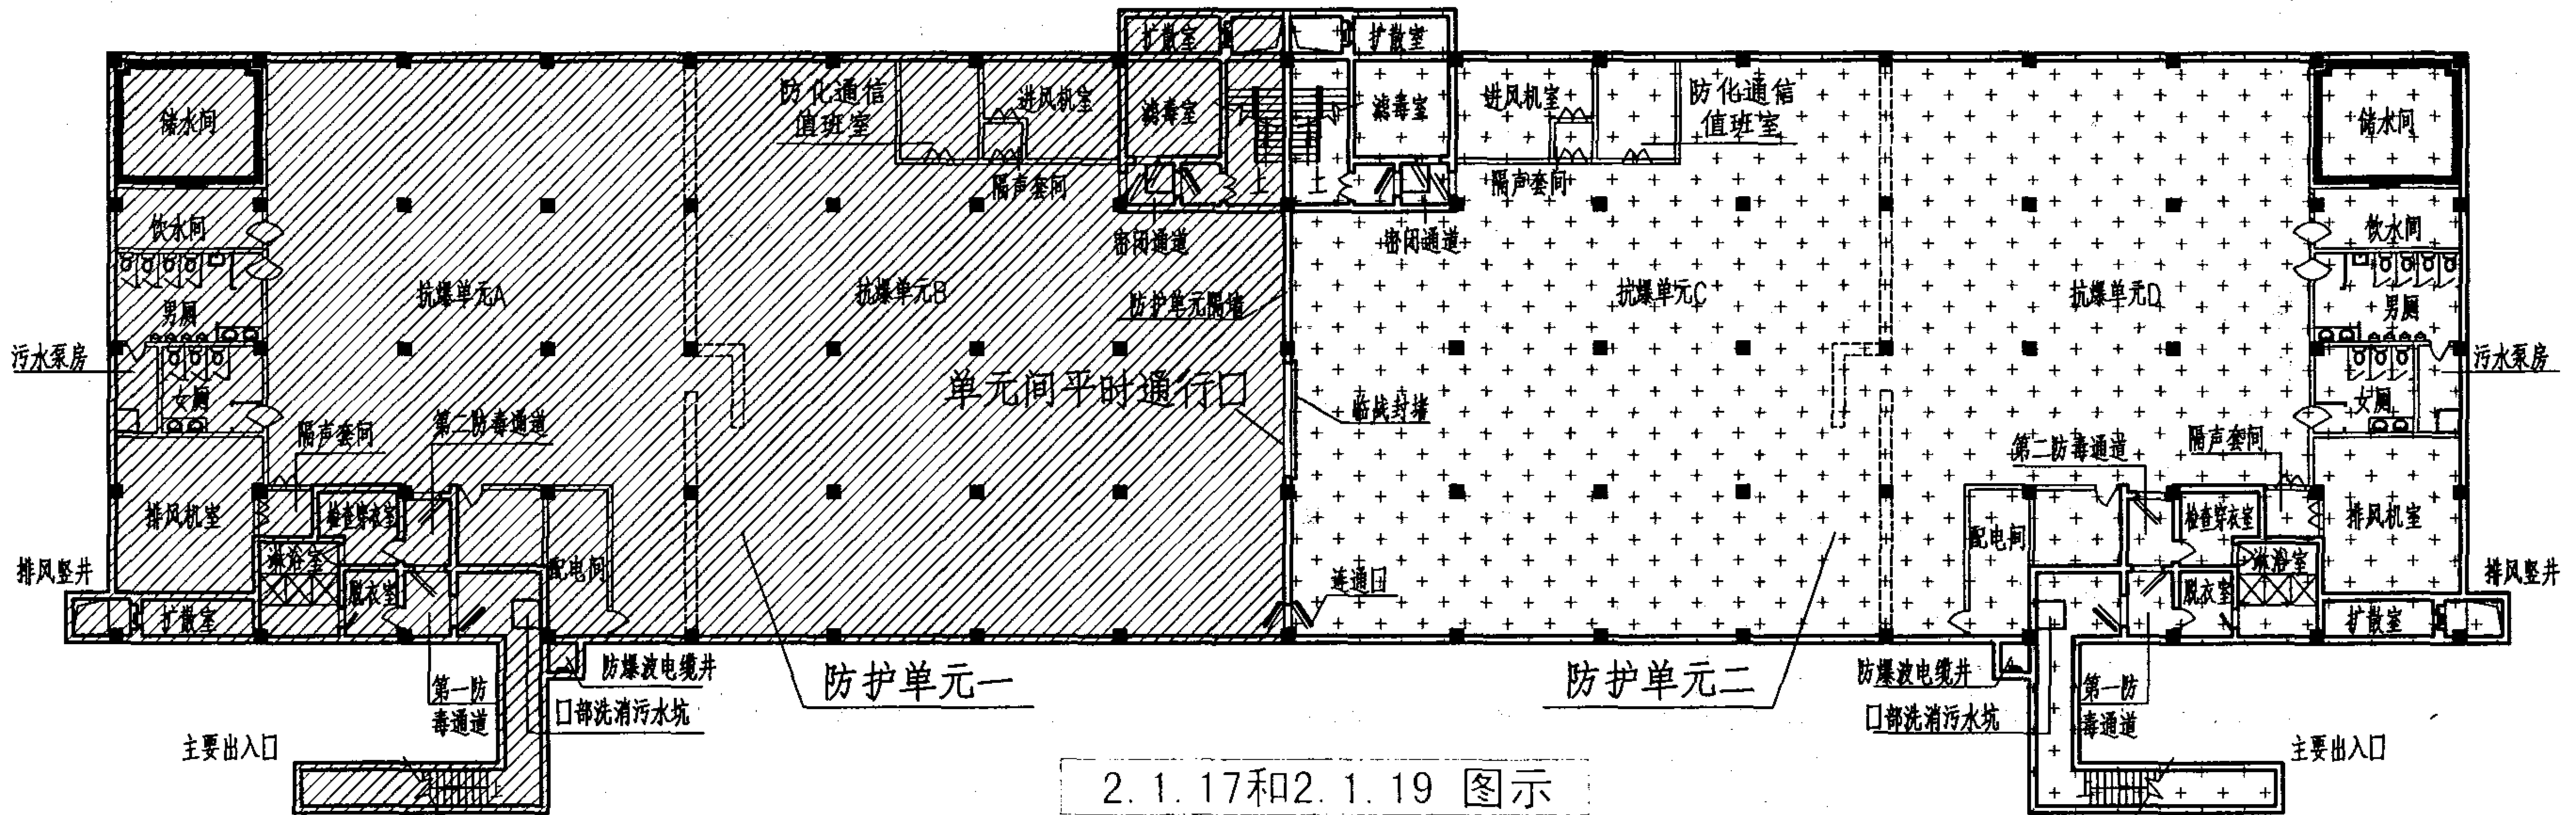 扩散室
扩散室
储水间
防化通信
值班室
进风机室
滤毒室
滤毒室
进风机室
防化通信
值班室
储水间
隔声套间
隔声套间
饮水间
密闭通道
密闭通道
饮水间
抗爆单元A
抗爆单元B
防护单元隔墙
抗爆单元C
抗爆单元D
男厕
男厕
污水泵房
单元间平时通行口
临战封堵
污水泵房
女厕
女厕
隔声套间
第二防毒通道
第二防毒通道
隔声套间
排风机室
检查穿衣室
检查穿衣室
排风机室
淋浴室
配电间
配电间
淋浴室
排风竖井
脱衣室
连通口
脱衣室
排风竖井
扩散室
扩散室
第一防
毒通道
防爆波电缆井
口部洗消污水坑
防护单元一
防护单元二
防爆波电缆井
口部洗消污水坑
第一防
毒通道
主要出入口
主要出入口
上
上
2.1.17和2.1.19 图示